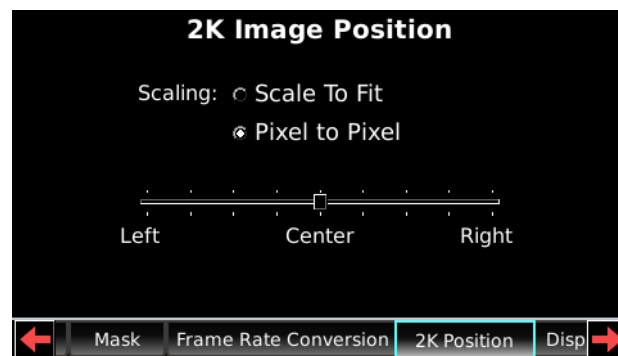 2K Image Position
Scaling: Scale To Fit
Pixel to Pixel
Left Center Right
Mask Frame Rate Conversion 2K Position Disp